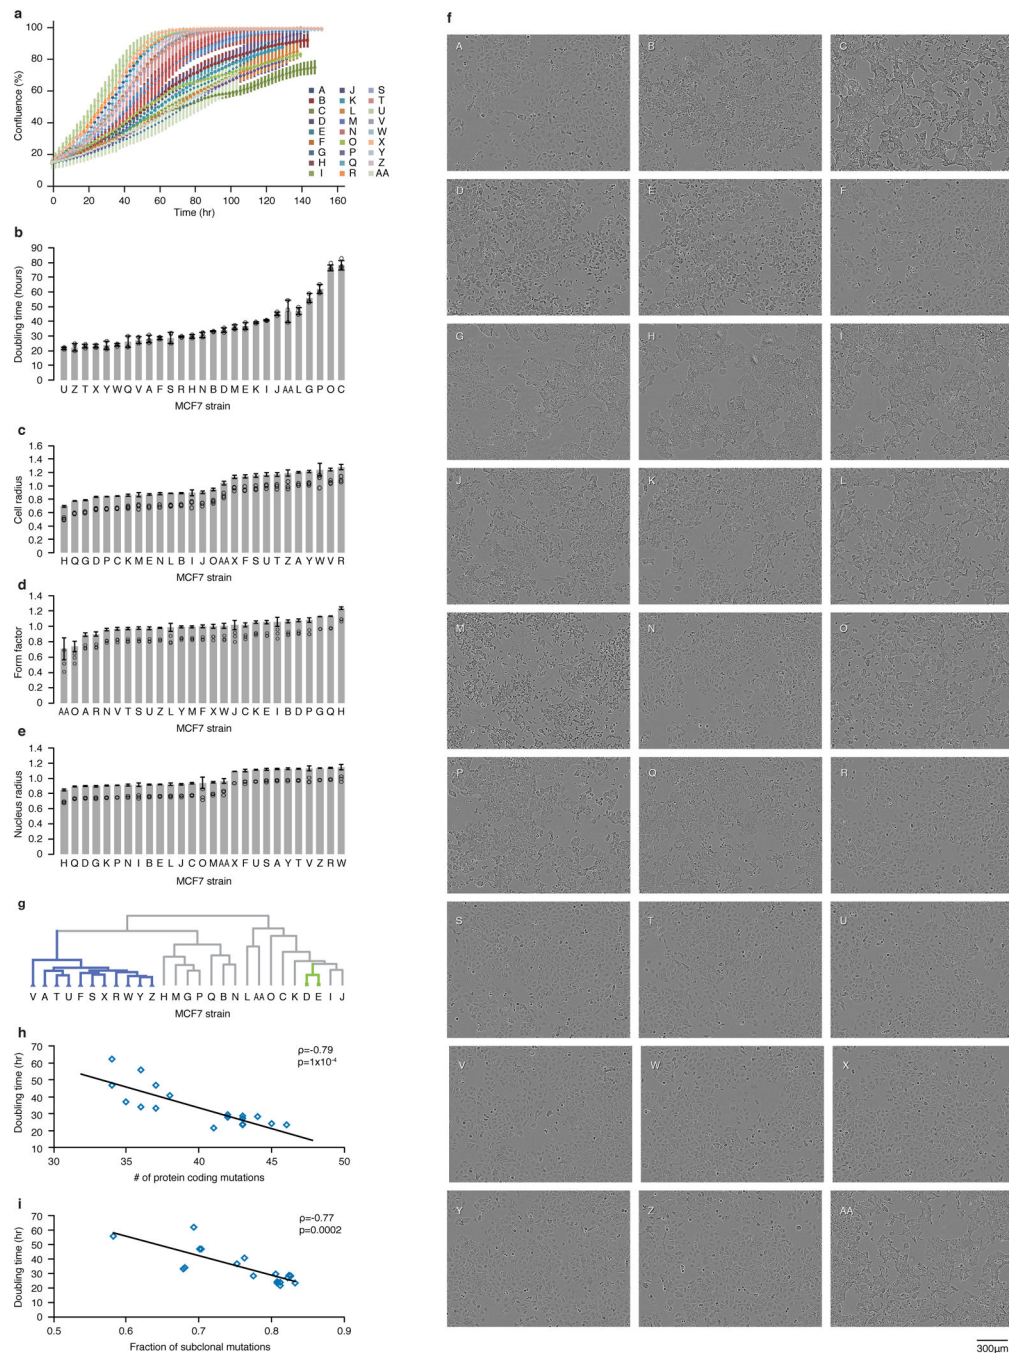 a
100
80
60
40
20
0
Confluence (%)
0 20 40 60 80 100 120 140 160
Time (hr)
A J S
B K T
C L U
D M V
E N W
F O X
G P Y
H Q Z
I R AA
b
90
80
70
60
50
40
30
20
10
0
Doubling time (hours)
U Z T X Y W Q V A F S R H N B D M E K I J AA L G P O C
MCF7 strain
c
1.6
1.4
1.2
1.0
0.8
0.6
0.4
0.2
0
Cell radius
H Q G D P C K M E N L B I J O AA X F S U T Z A Y W V R
MCF7 strain
d
1.4
1.2
1.0
0.8
0.6
0.4
0.2
0
Form factor
AA O A R N V T S U Z L Y M F X W J C K E I B D P G Q H
MCF7 strain
e
1.4
1.2
1.0
0.8
0.6
0.4
0.2
0
Nucleus radius
H Q D G K P N I B E L J C O M AA X F U S A Y T V Z R W
MCF7 strain
g
V A T U F S X R W Y Z H M G P Q B N L AA O C K D E I J
MCF7 strain
h
70
60
50
40
30
20
10
Doubling time (hr)
ρ=-0.79
p=1x10⁻⁴
30 35 40 45 50
# of protein coding mutations
i
70
60
50
40
30
20
10
0
Doubling time (hr)
ρ=-0.77
p=0.0002
0.5 0.6 0.7 0.8 0.9
Fraction of subclonal mutations
f
A B C
D E F
G H I
J K L
M N O
P Q R
S T U
V W X
Y Z AA
300µm